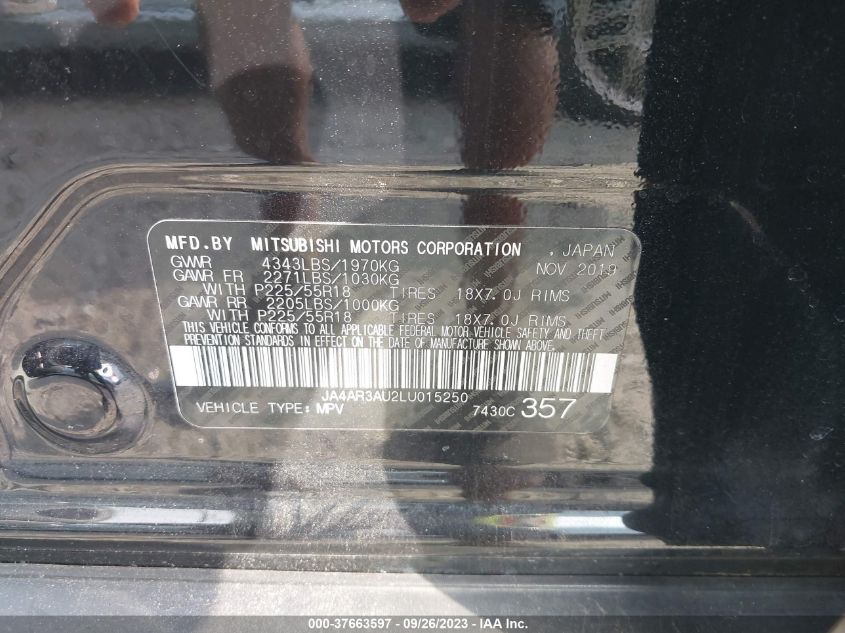 MFD.BY MITSUBISHI MOTORS CORPORATION , JAPAN
GVWR 4343LBS/1970KG NOV 2019
GAWR FR 2271LBS/1030KG
WITH P225/55R18 TIRES 18X7.0J RIMS
GAWR RR 2205LBS/1000KG
WITH P225/55R18 TIRES 18X7.0J RIMS
THIS VEHICLE CONFORMS TO ALL APPLICABLE FEDERAL MOTOR VEHICLE SAFETY AND THEFT
PREVENTION STANDARDS IN EFFECT ON THE DATE OF MANUFACTURE SHOWN ABOVE.
JA4AR3AU2LU015250
VEHICLE TYPE: MPV 7430C 357
000-37663597 - 09/26/2023 - IAA Inc.